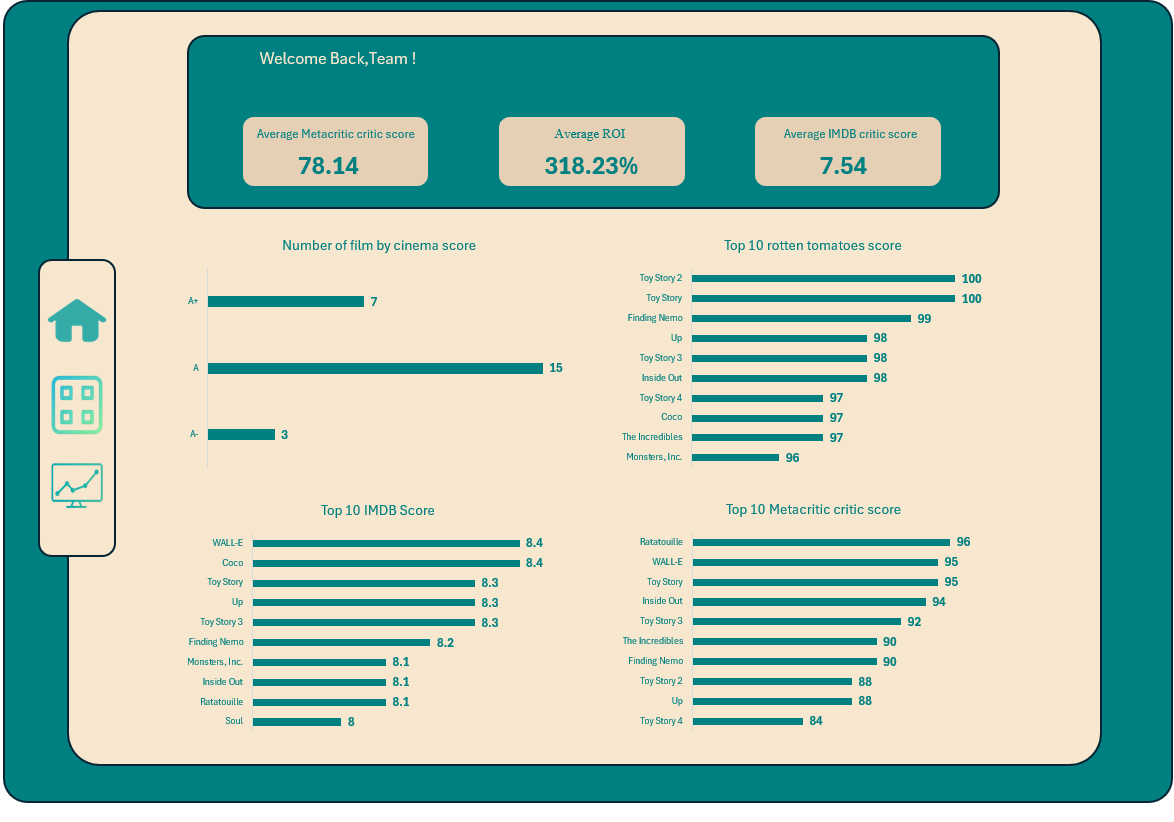 Welcome Back,Team !
Average Metacritic critic score
78.14
Average ROI
318.23%
Average IMDB critic score
7.54
Number of film by cinema score
A+ 7
A 15
A- 3
Top 10 rotten tomatoes score
Toy Story 2 100
Toy Story 100
Finding Nemo 99
Up 98
Toy Story 3 98
Inside Out 98
Toy Story 4 97
Coco 97
The Incredibles 97
Monsters, Inc. 96
Top 10 IMDB Score
WALL-E 8.4
Coco 8.4
Toy Story 8.3
Up 8.3
Toy Story 3 8.3
Finding Nemo 8.2
Monsters, Inc. 8.1
Inside Out 8.1
Ratatouille 8.1
Soul 8
Top 10 Metacritic critic score
Ratatouille 96
WALL-E 95
Toy Story 95
Inside Out 94
Toy Story 3 92
The Incredibles 90
Finding Nemo 90
Toy Story 2 88
Up 88
Toy Story 4 84